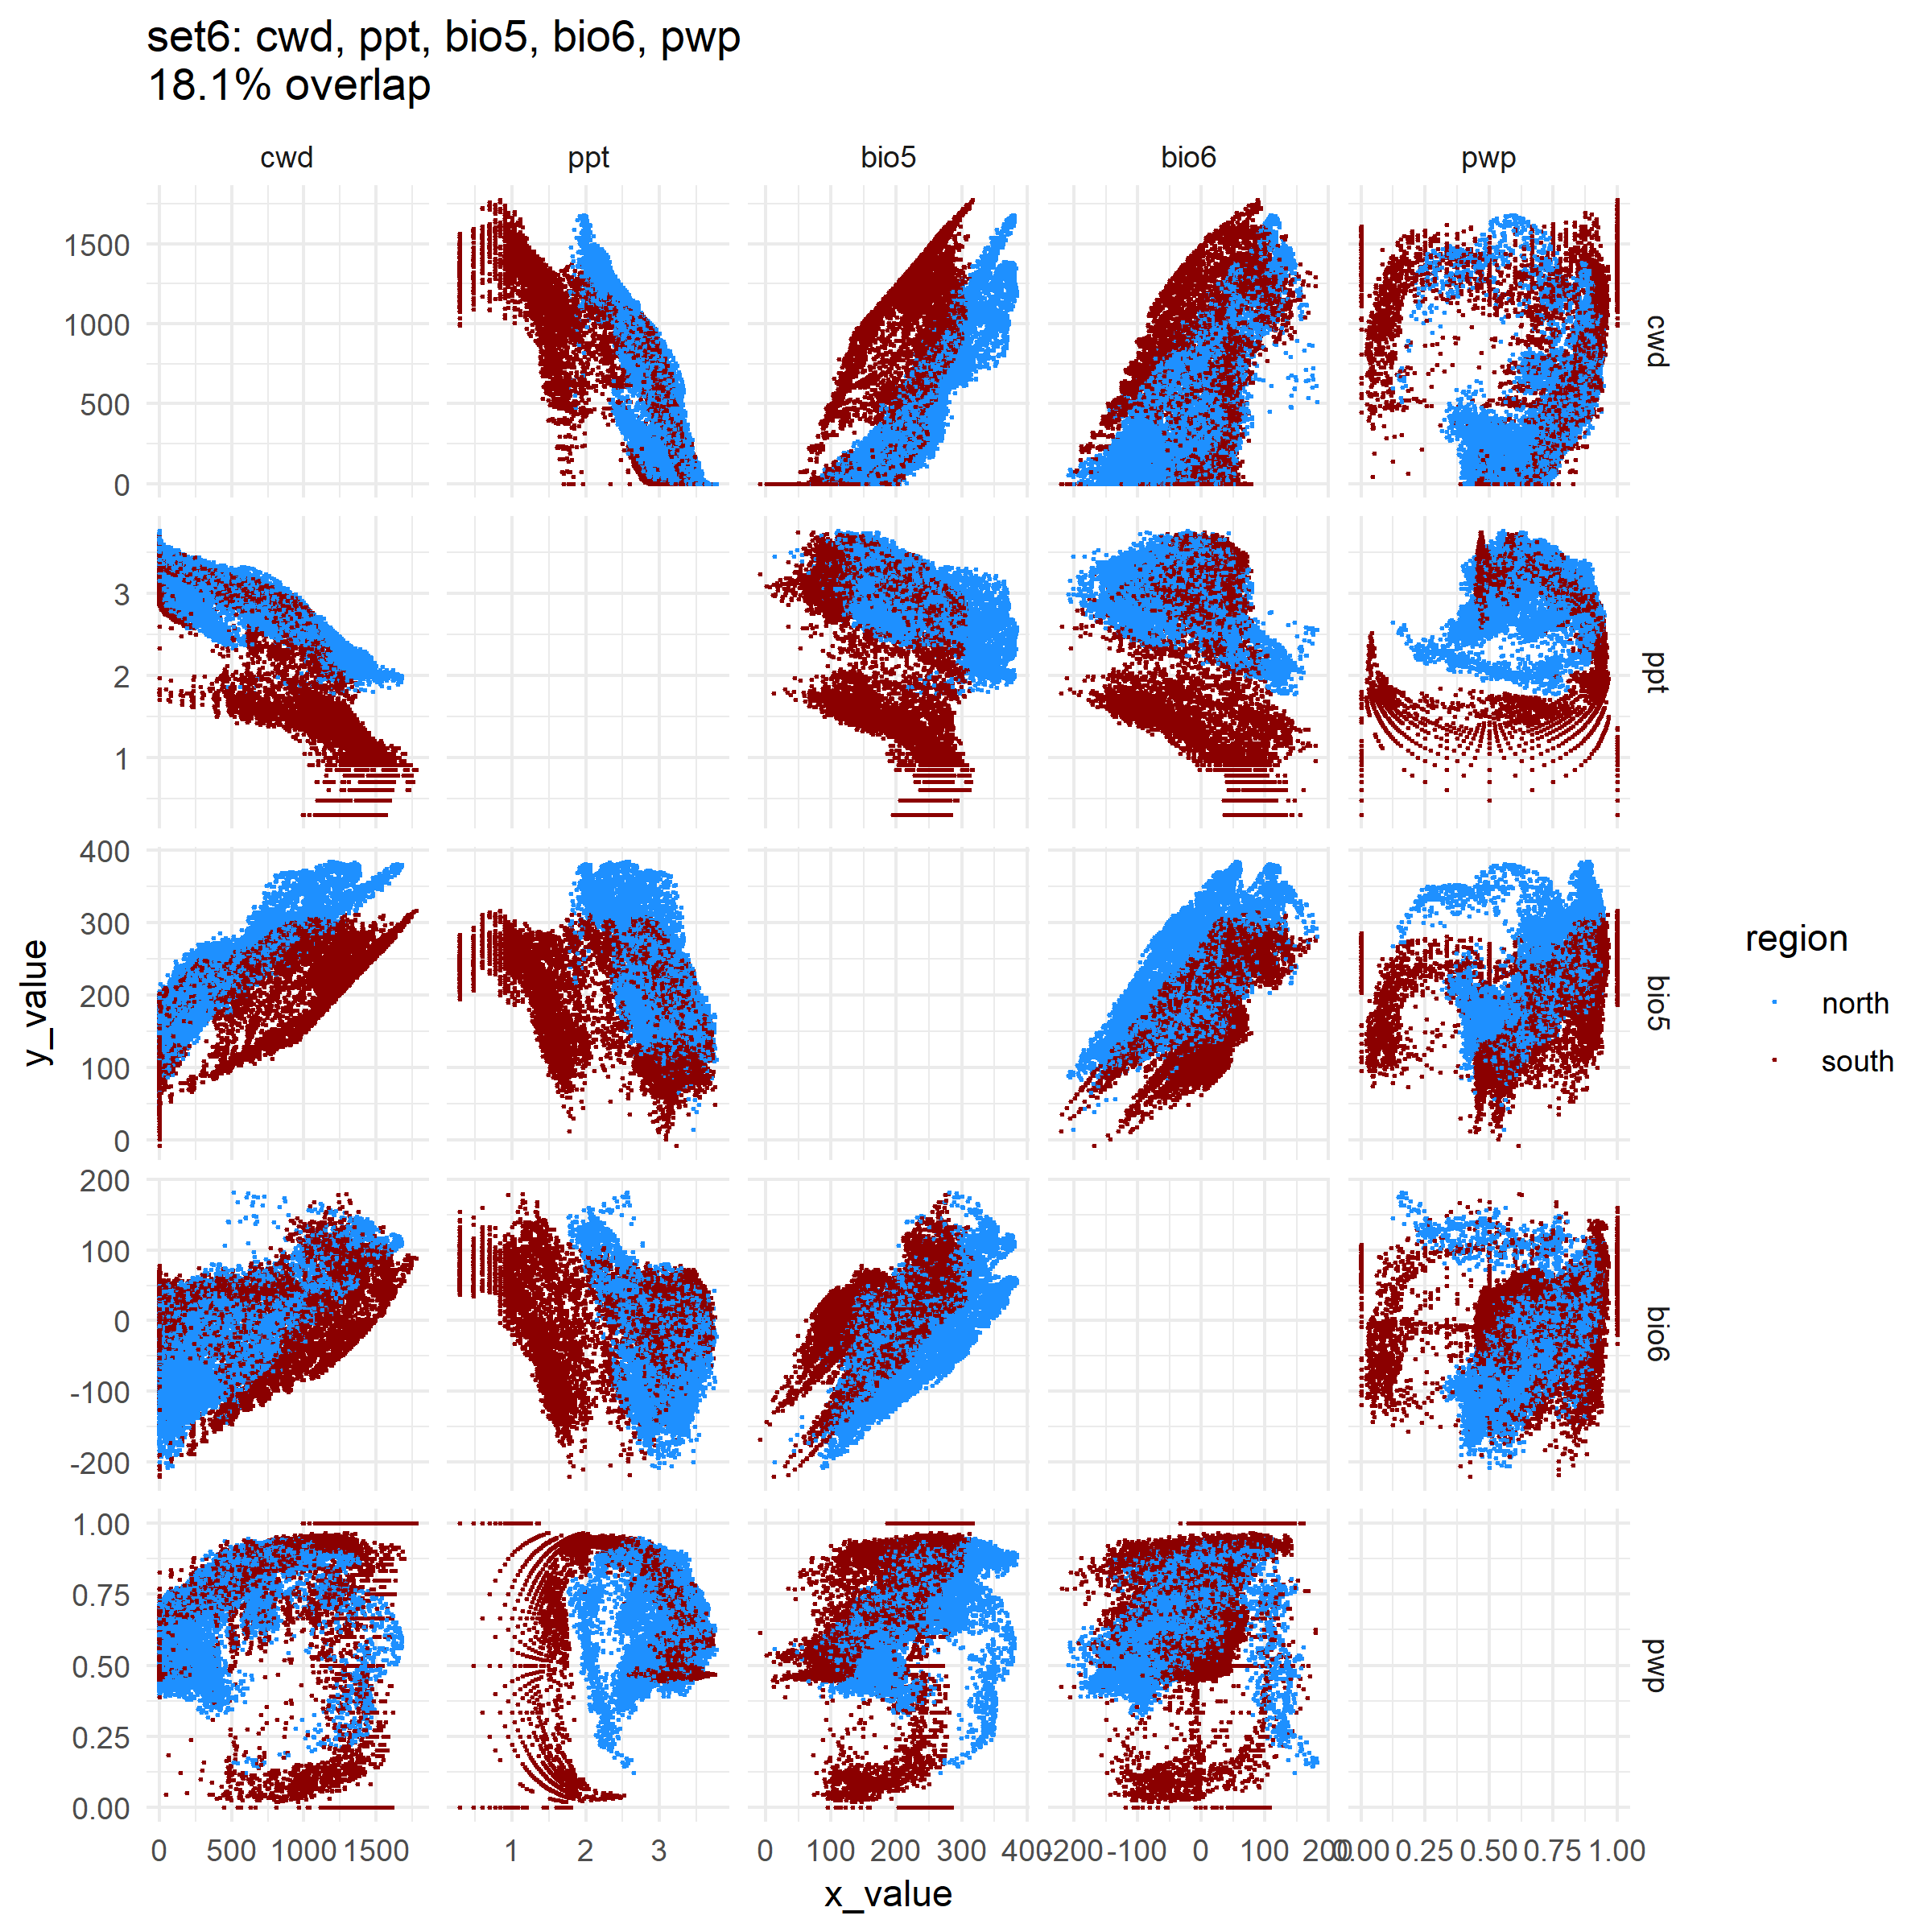 set6: cwd, ppt, bio5, bio6, pwp
18.1% overlap
cwd ppt bio5 bio6 pwp
1500
1000
500
0
cwd
3
2
1
ppt
400
300
200
100
0
bio5
200
100
0
-100
-200
bio6
1.00
0.75
0.50
0.25
0.00
pwp
0 500 1000 1500 1 2 3 0 100 200 300 400 -200 -100 0 100 200 0.00 0.25 0.50 0.75 1.00
x_value
y_value
region
north
south